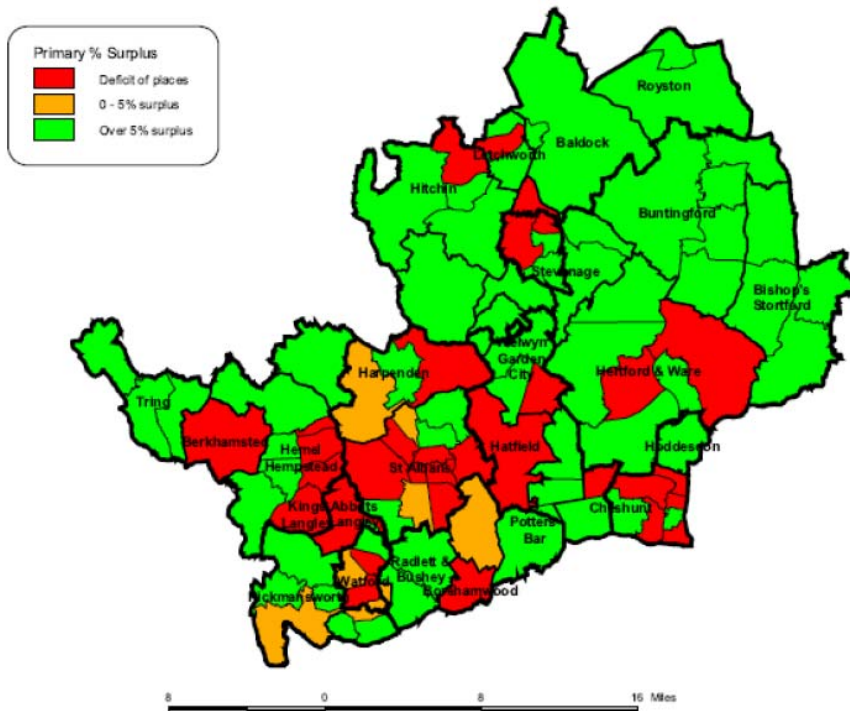 Primary % Surplus
Deficit of places
0 - 5% surplus
Over 5% surplus
Royston
Baldock
Letchworth
Hitchin
Buntingford
Stevenage
Bishop's
Stortford
Welwyn
Garden
City
Harpenden
Hertford & Ware
Tring
Berkhamsted
Hemel
Hempstead
St Albans
Hatfield
Hoddesdon
Kings
Langley
Abbots
Langley
Cheshunt
Potters
Bar
Radlett &
Bushey
Watford
Borehamwood
Rickmansworth
8 0 8 16 Miles